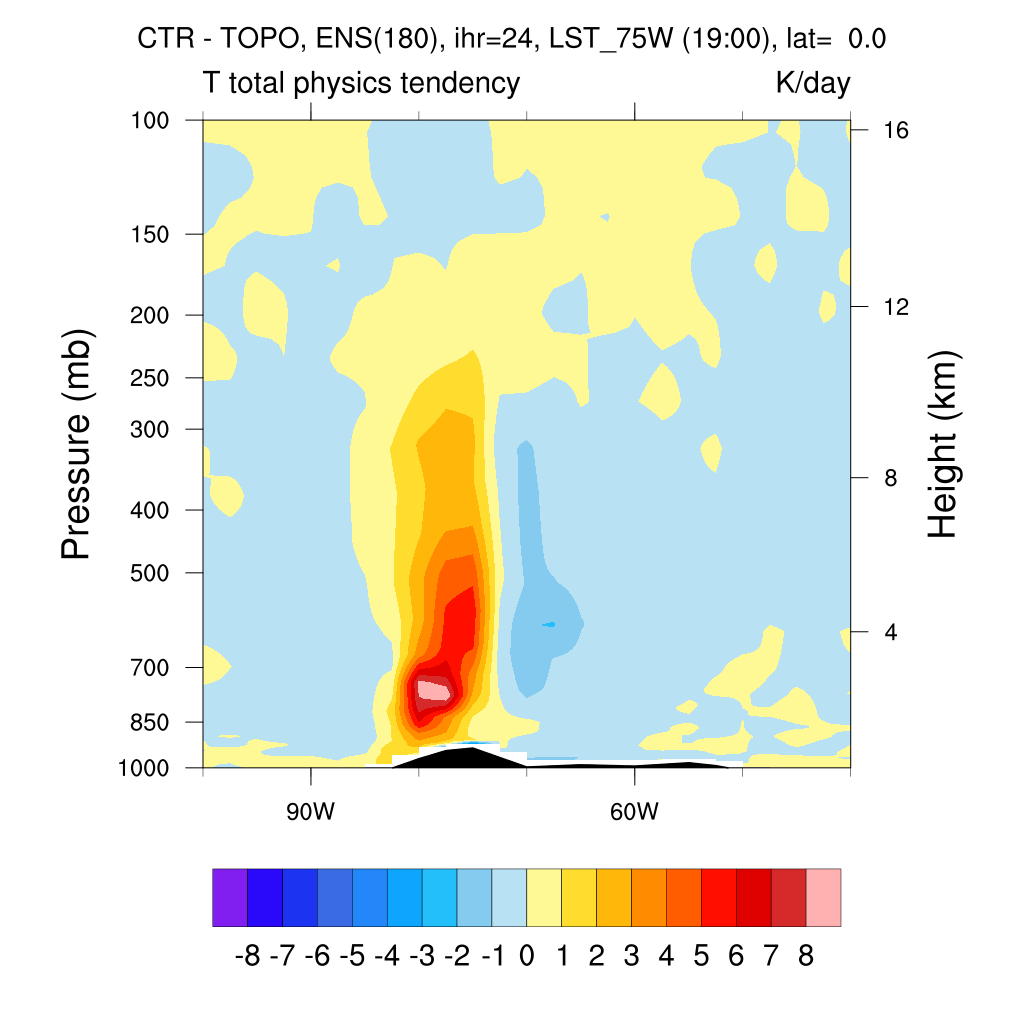 CTR - TOPO, ENS(180), ihr=24, LST_75W (19:00), lat=  0.0
T total physics tendency K/day
100
150
200
250
300
400
500
700
850
1000
Pressure (mb)
16
12
8
4
Height (km)
90W 60W
-8 -7 -6 -5 -4 -3 -2 -1 0 1 2 3 4 5 6 7 8